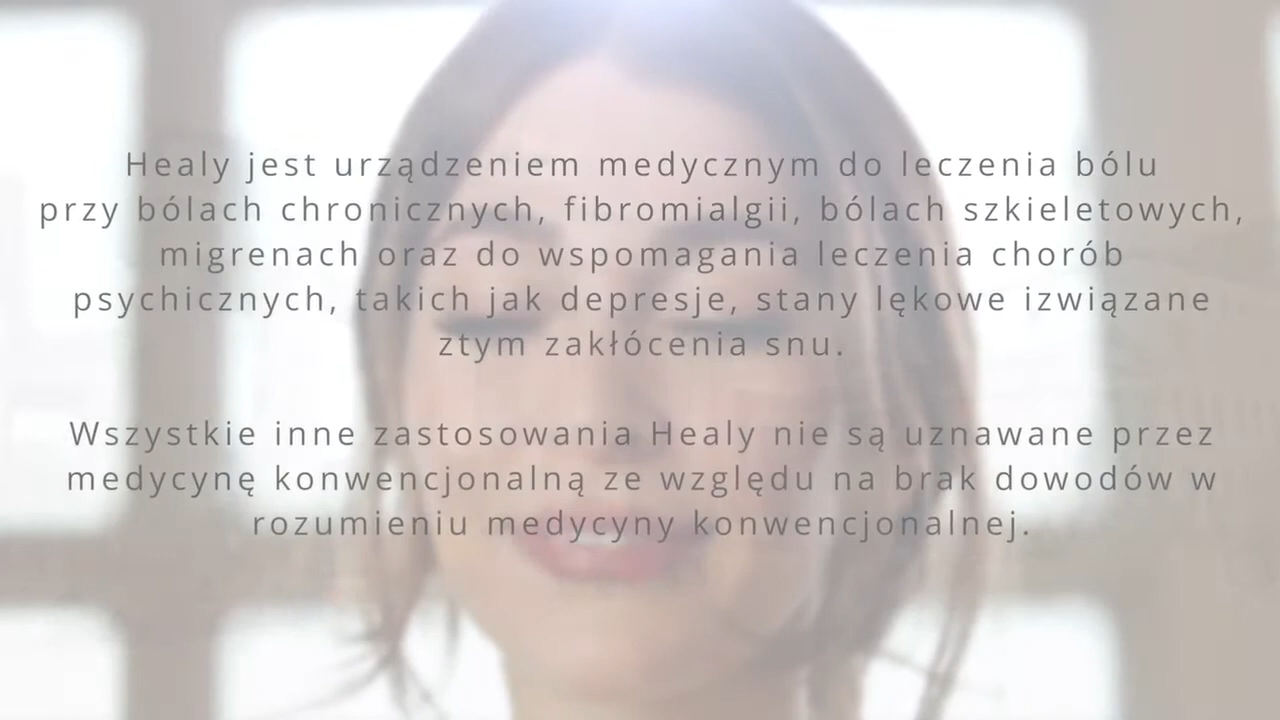 Healy jest urządzeniem medycznym do leczenia bólu
przy bólach chronicznych, fibromialgii, bólach szkieletowych,
migrenach oraz do wspomagania leczenia chorób
psychicznych, takich jak depresje, stany lękowe izwiązane
ztym zakłócenia snu.
Wszystkie inne zastosowania Healy nie są uznawane przez
medycynę konwencjonalną ze względu na brak dowodów w
rozumieniu medycyny konwencjonalnej.